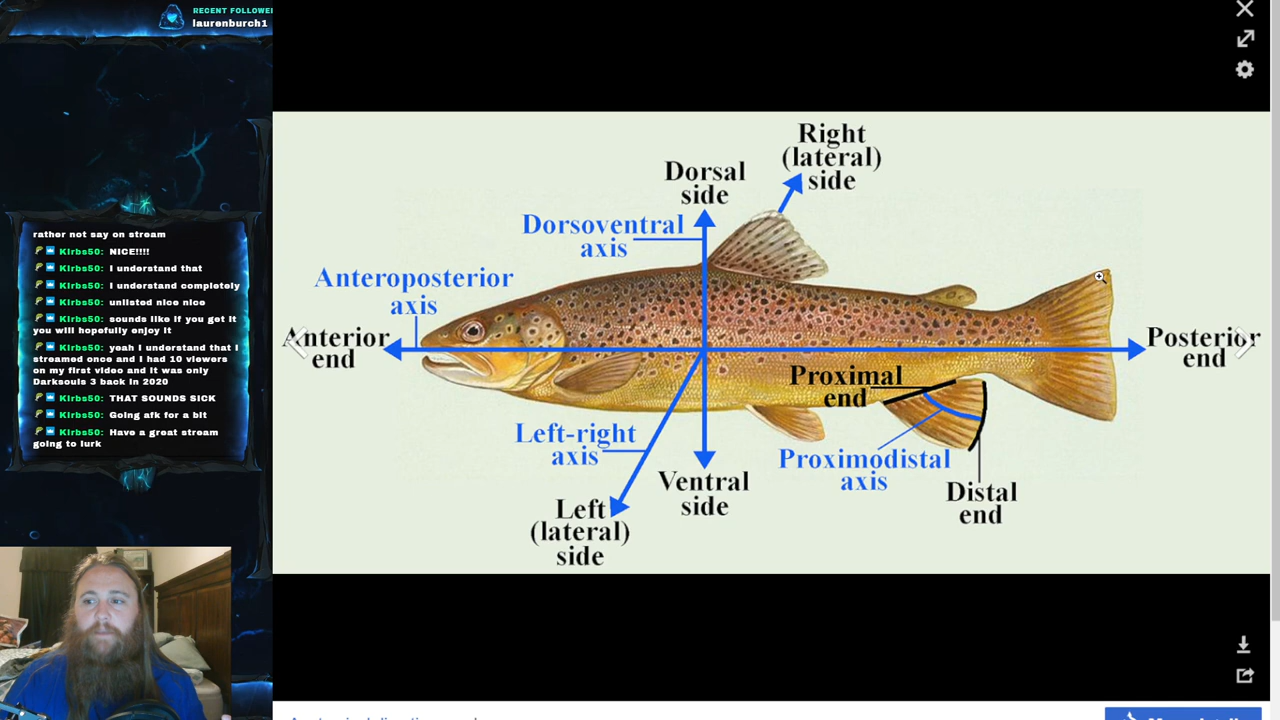 RECENT FOLLOWE
laurenburch1
rather not say on stream
Kirbs50: NICE!!!!
Kirbs50: I understand that
Kirbs50: I understand completely
Kirbs50: unlisted nice nice
Kirbs50: sounds like if you get it
you will hopefully enjoy it
Kirbs50: yeah I understand that I
streamed once and I had 10 viewers
on my first video and it was only
Darksouls 3 back in 2020
Kirbs50: THAT SOUNDS SICK
Kirbs50: Going afk for a bit
Kirbs50: Have a great stream
going to lurk
Right
(lateral)
side
Dorsal
side
Dorsoventral
axis
Anteroposterior
axis
Anterior
end
Posterior
end
Proximal
end
Left-right
axis
Proximodistal
axis
Ventral
side
Distal
end
Left
(lateral)
side